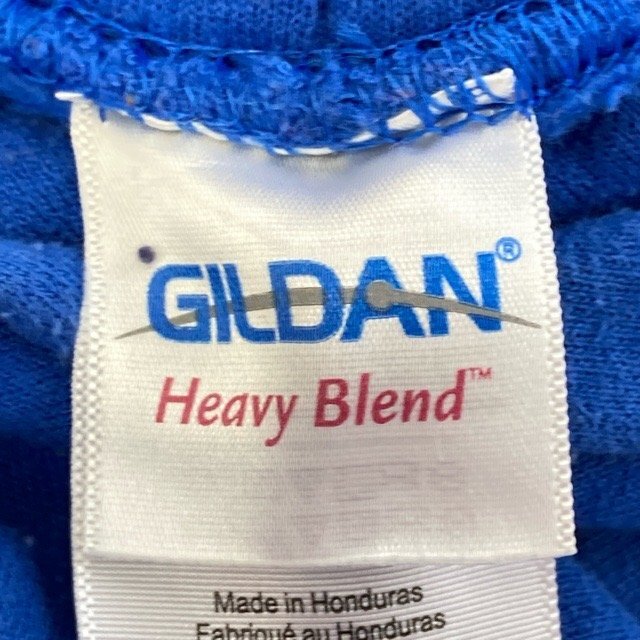 GILDAN®
Heavy Blend™
Made in Honduras
Fabriqué au Honduras